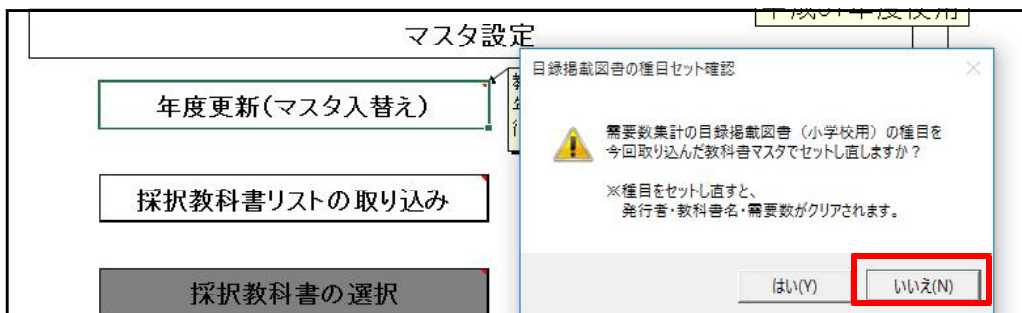 マスタ設定
年度更新(マスタ入替え)
採択教科書リストの取り込み
採択教科書の選択
目録掲載図書の種目セット確認
需要数集計の目録掲載図書（小学校用）の種目を
今回取り込んだ教科書マスタでセットし直しますか？
※種目をセットし直すと、
発行者・教科書名・需要数がクリアされます。
はい(Y)
いいえ(N)